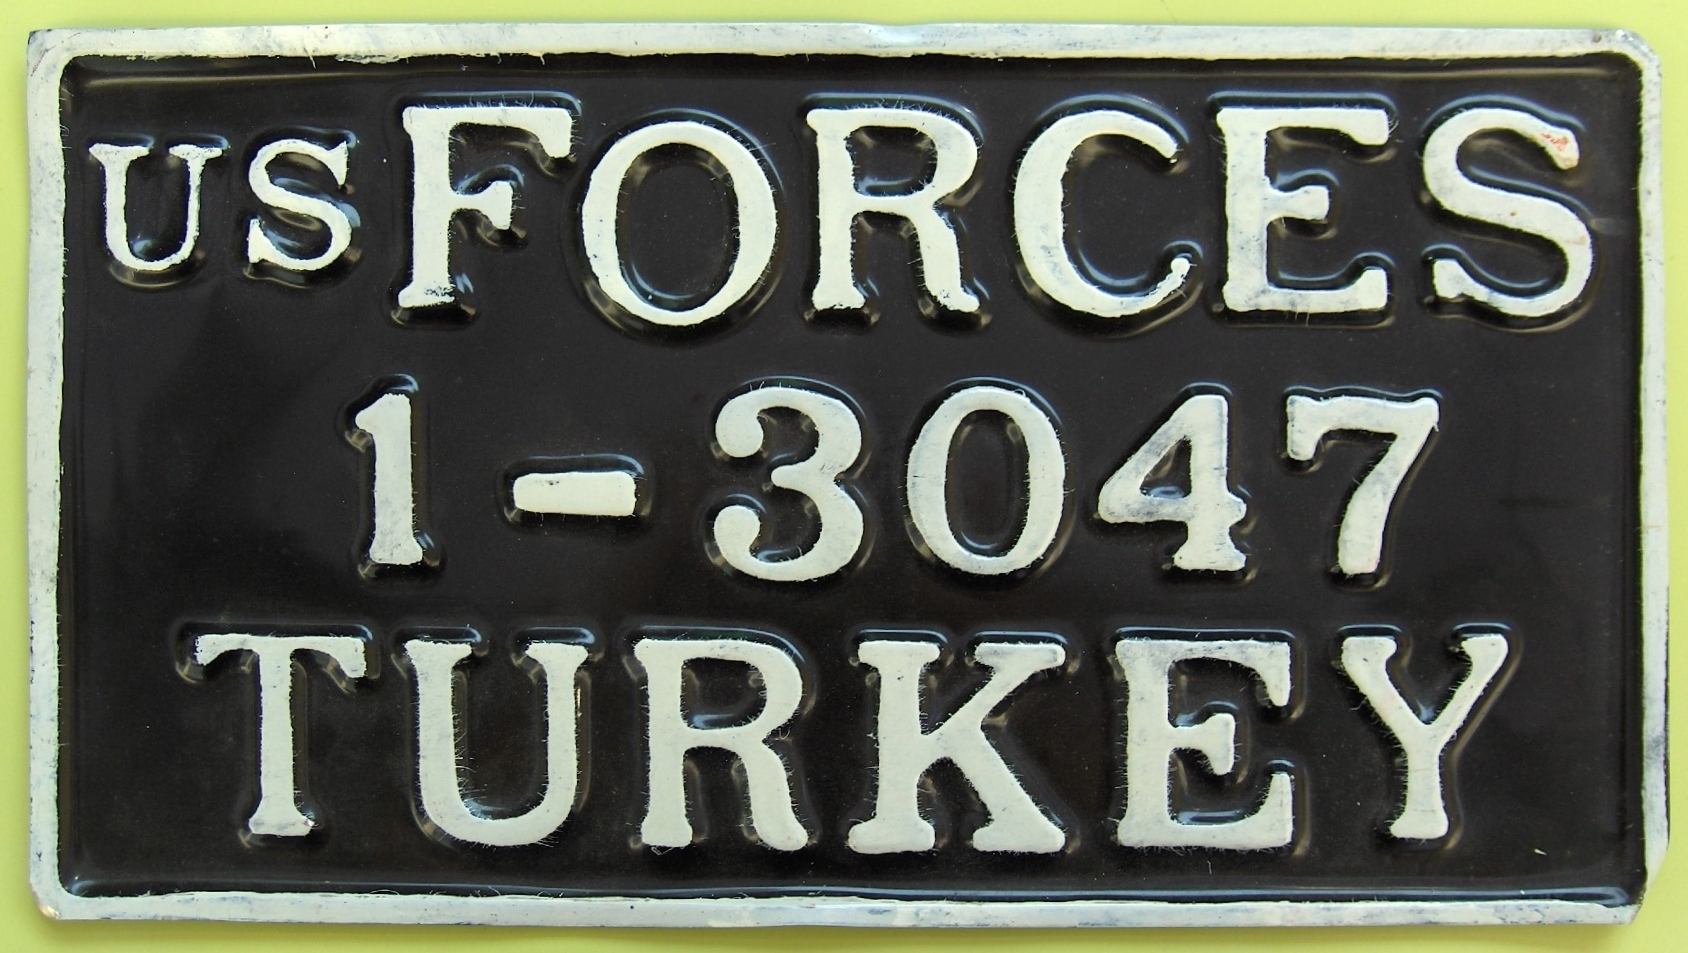 US FORCES
1-3047
TURKEY